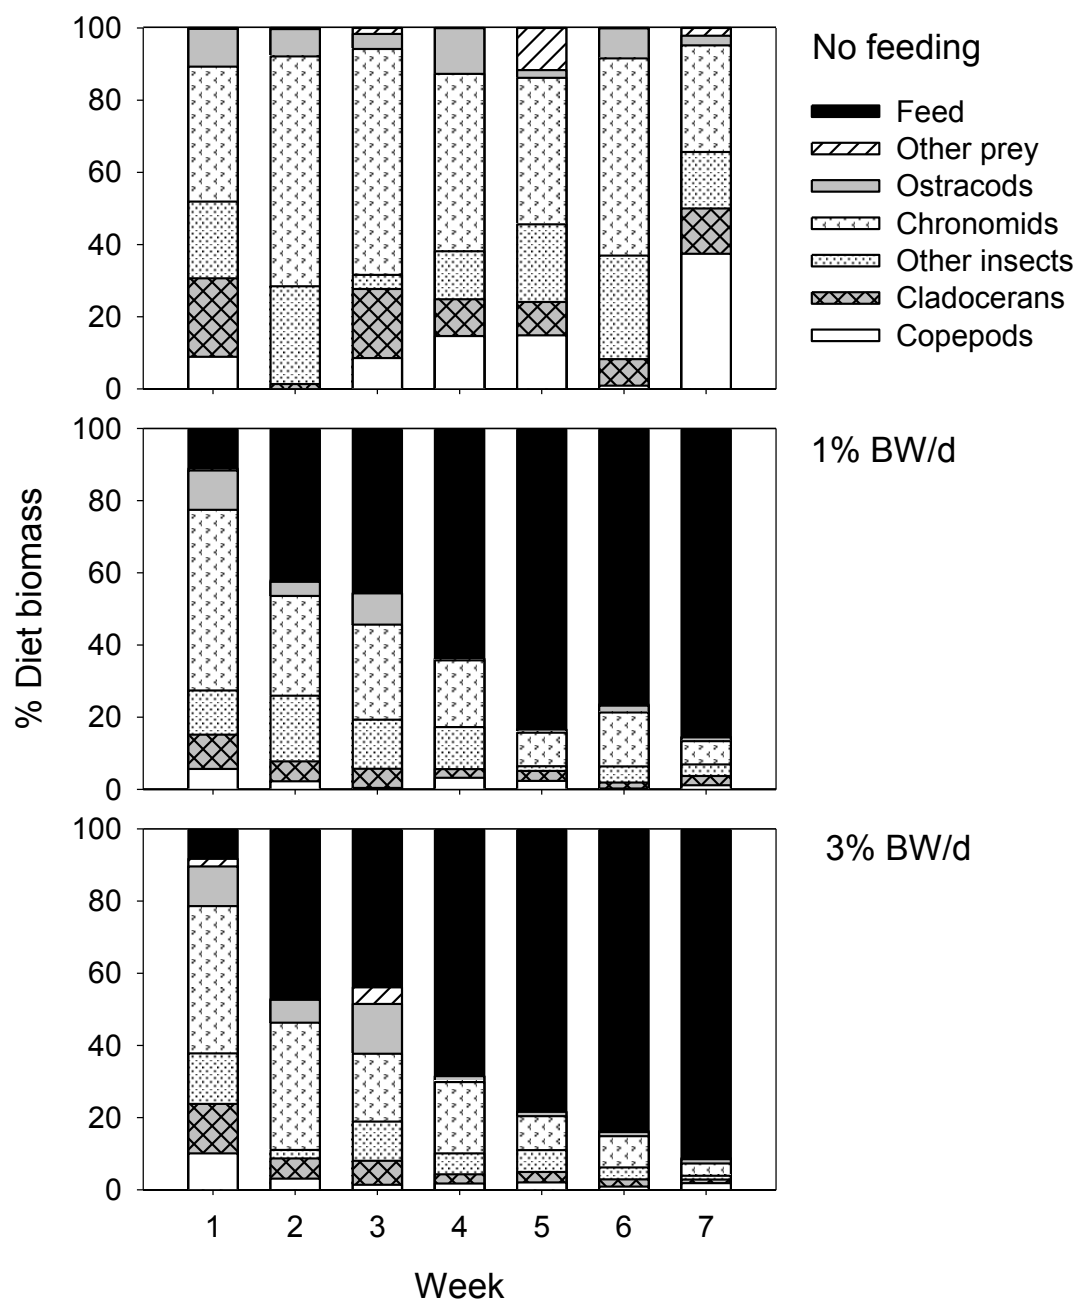 100
80
60
40
20
0
No feeding
Feed
Other prey
Ostracods
Chronomids
Other insects
Cladocerans
Copepods
% Diet biomass
100
80
60
40
20
0
1% BW/d
100
80
60
40
20
0
3% BW/d
1 2 3 4 5 6 7
Week